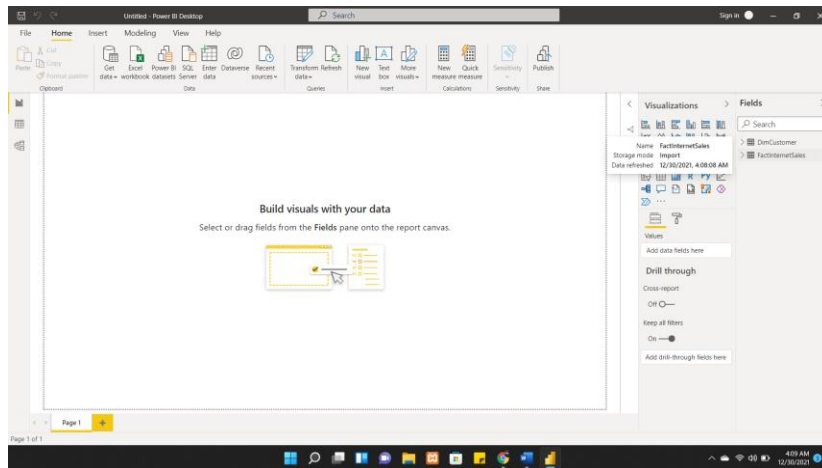 Untitled - Power BI Desktop
Search
Sign in
File Home Insert Modeling View Help
Cut
Copy
Format painter
Paste
Get data
Excel workbook
Power BI datasets
SQL Server
Enter data
Dataverse
Recent sources
Transform data
Refresh
New visual
Text box
More visuals
New measure
Quick measure
Sensitivity
Publish
Clipboard
Data
Queries
Insert
Calculations
Sensitivity
Share
Build visuals with your data
Select or drag fields from the Fields pane onto the report canvas.
Visualizations
Name FactInternetSales
Storage mode Import
Data refreshed 12/30/2021, 4:08:08 AM
R Py
Values
Add data fields here
Drill through
Cross-report
Off
Keep all filters
On
Add drill-through fields here
Fields
Search
DimCustomer
FactInternetSales
Page 1
Page 1 of 1
4:09 AM
12/30/2021